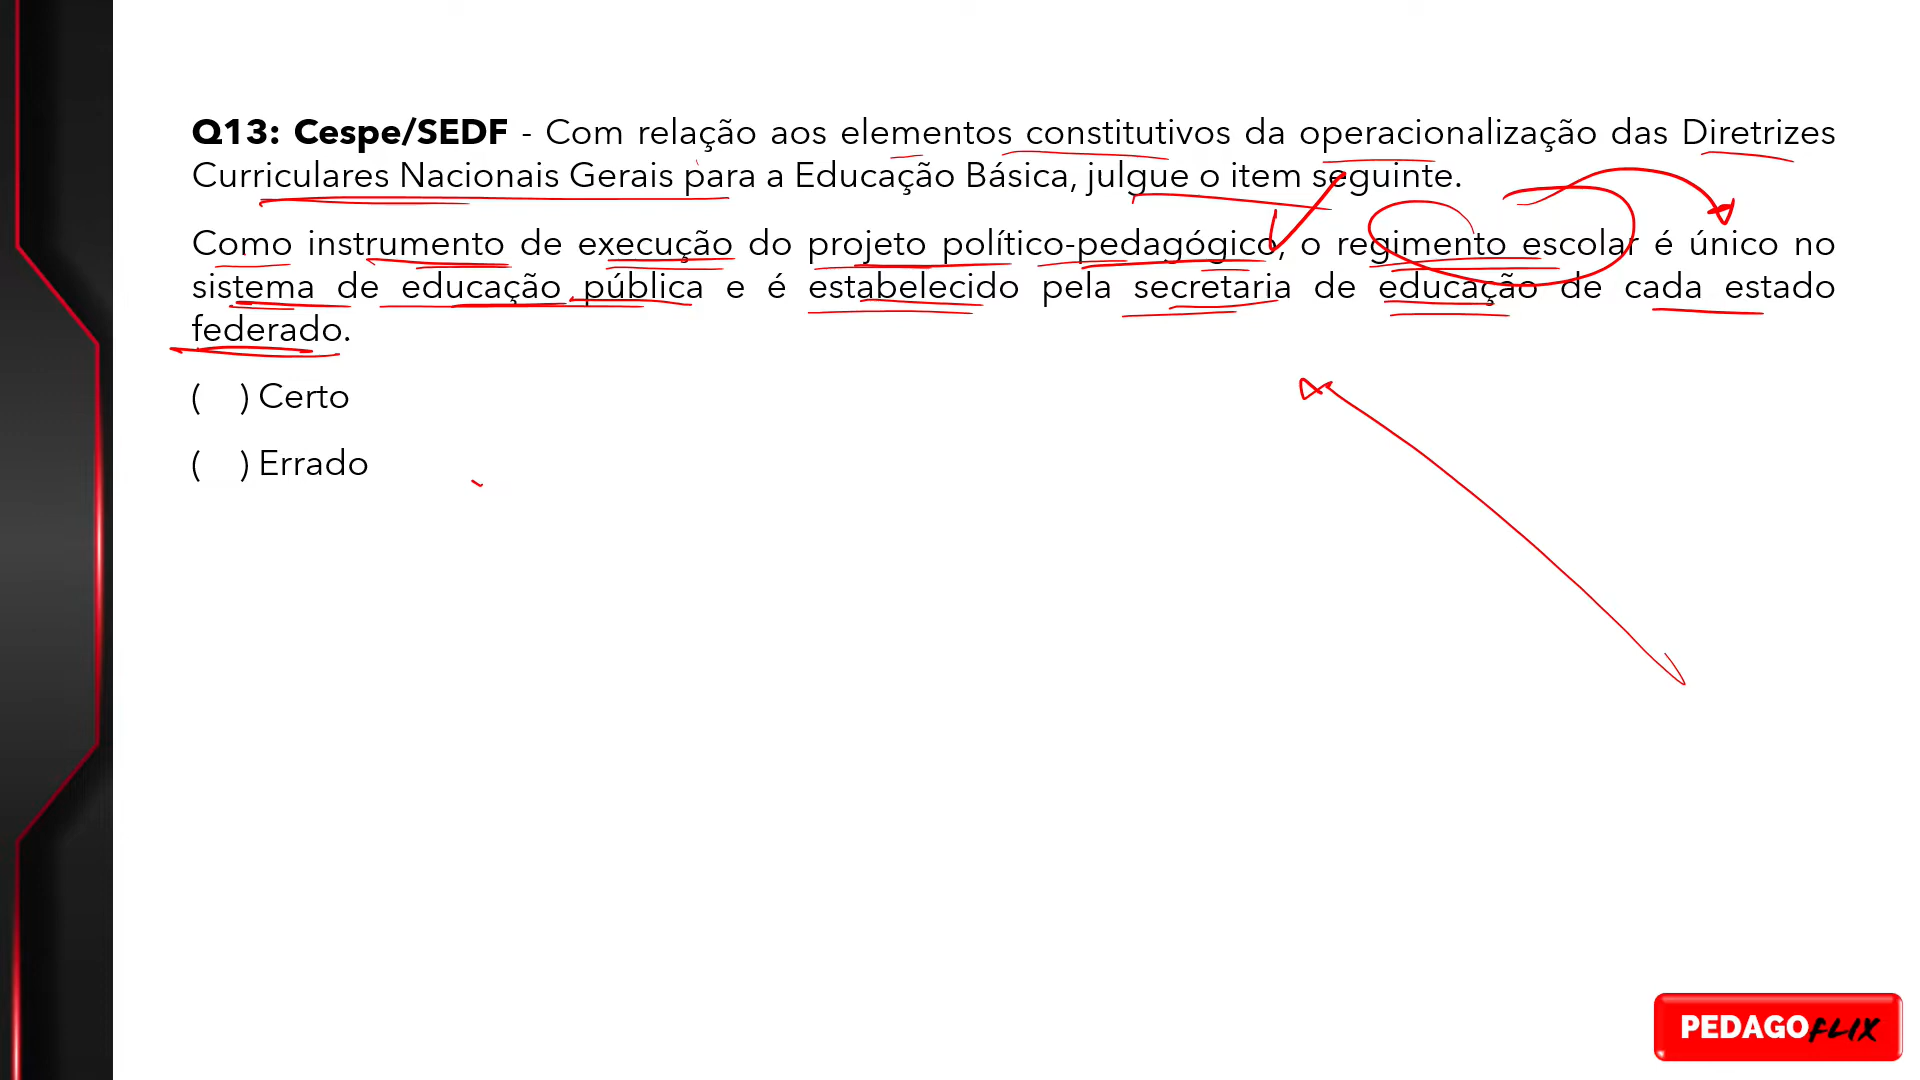 Q13: Cespe/SEDF - Com relação aos elementos constitutivos da operacionalização das Diretrizes
Curriculares Nacionais Gerais para a Educação Básica, julgue o item seguinte.
Como instrumento de execução do projeto político-pedagógico, o regimento escolar é único no
sistema de educação pública e é estabelecido pela secretaria de educação de cada estado
federado.
( ) Certo
( ) Errado
PEDAGOFLIX